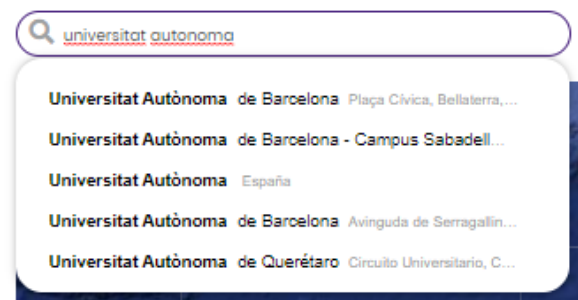 universitat autonoma
Universitat Autònoma de Barcelona Plaça Cívica, Bellaterra,...
Universitat Autònoma de Barcelona - Campus Sabadell...
Universitat Autònoma España
Universitat Autònoma de Barcelona Avinguda de Serragallin...
Universitat Autònoma de Querétaro Circuito Universitario, C...